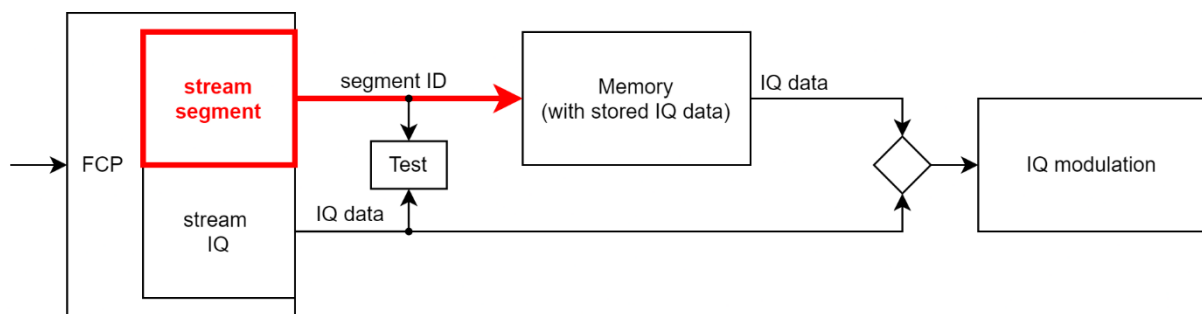 FCP
stream
segment
segment ID
Memory
(with stored IQ data)
IQ data
Test
IQ modulation
stream
IQ
IQ data